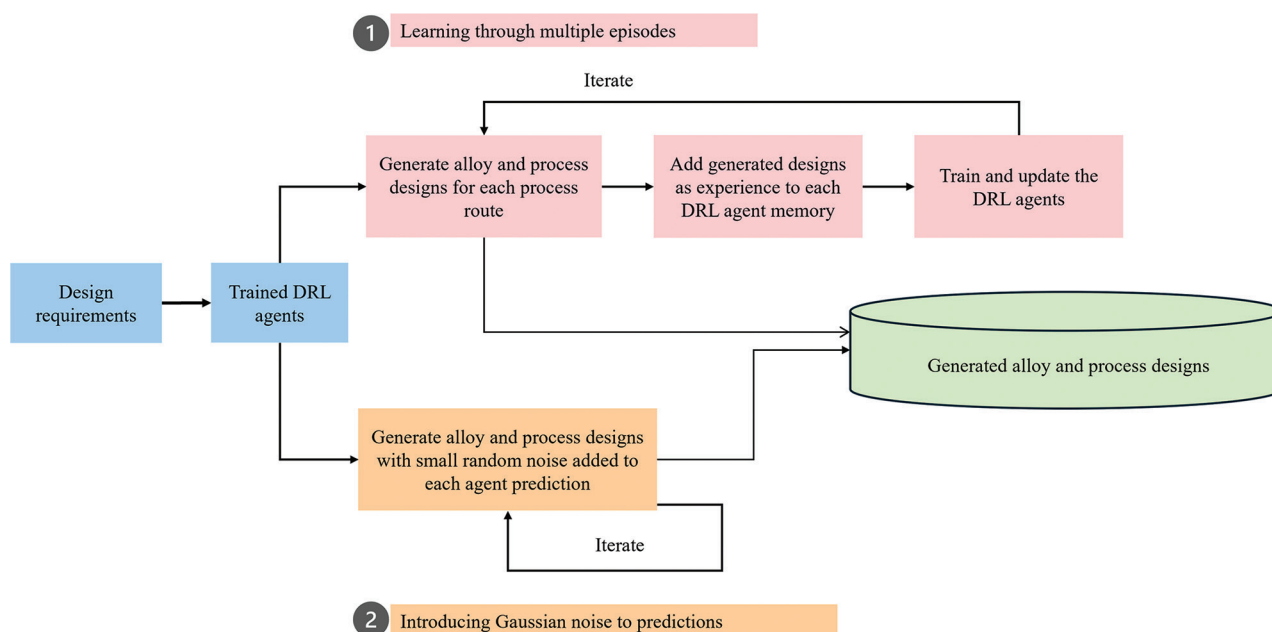 1 Learning through multiple episodes
Iterate
Generate alloy and process
designs for each process
route
Add generated designs
as experience to each
DRL agent memory
Train and update the
DRL agents
Design
requirements
Trained DRL
agents
Generated alloy and process designs
Generate alloy and process designs
with small random noise added to
each agent prediction
Iterate
2 Introducing Gaussian noise to predictions